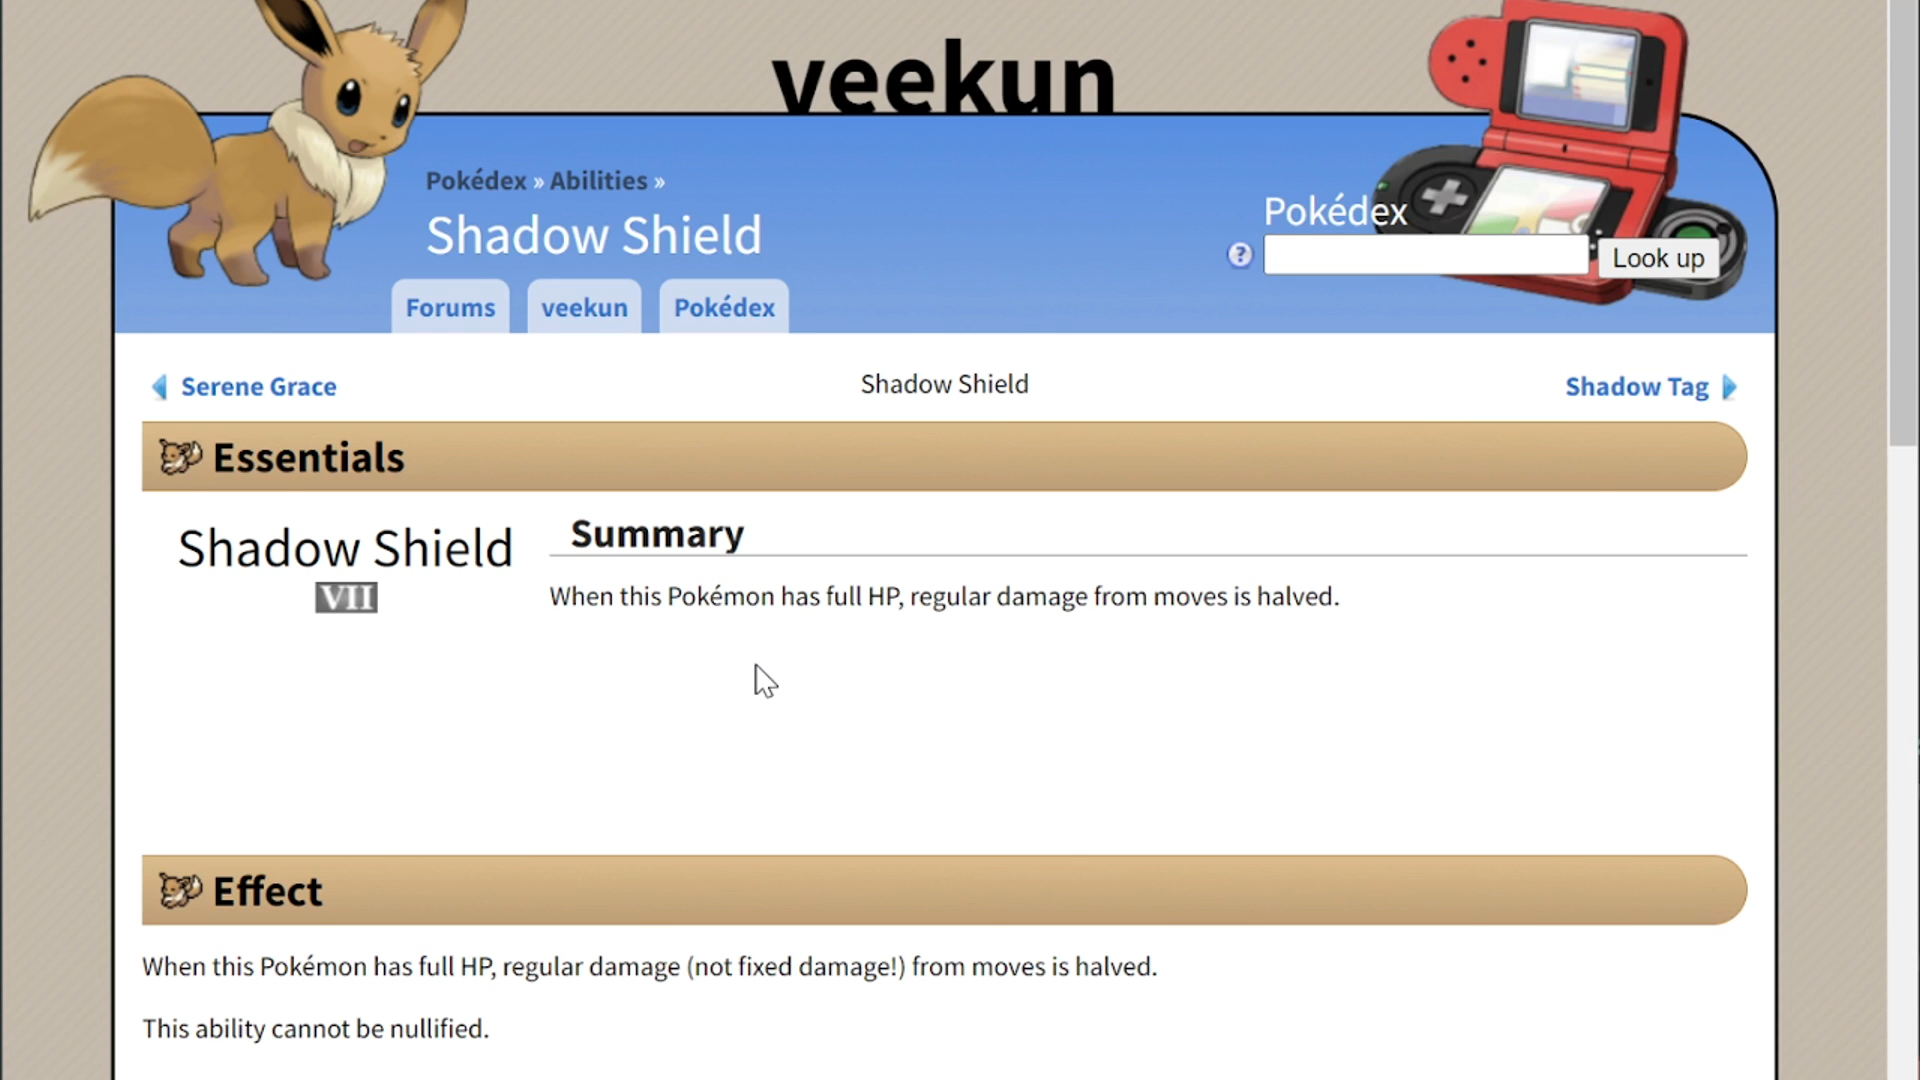 veekun
Pokédex » Abilities »
Shadow Shield
Pokédex
?
Look up
Forums
veekun
Pokédex
Serene Grace
Shadow Shield
Shadow Tag
Essentials
Shadow Shield
VII
Summary
When this Pokémon has full HP, regular damage from moves is halved.
Effect
When this Pokémon has full HP, regular damage (not fixed damage!) from moves is halved.
This ability cannot be nullified.